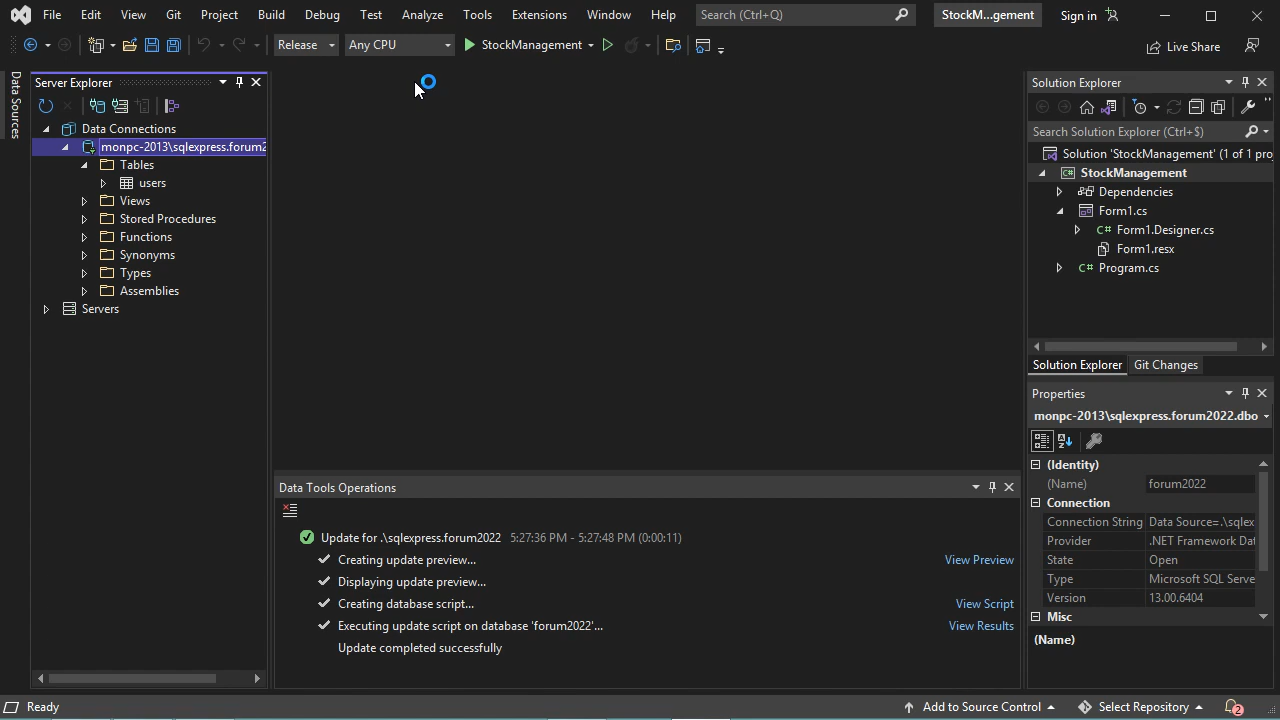 File Edit View Git Project Build Debug Test Analyze Tools Extensions Window Help Search (Ctrl+Q) StockM...gement Sign in
Release Any CPU StockManagement Live Share
Data Sources
Server Explorer
Data Connections
monpc-2013\sqlexpress.forum2
Tables
users
Views
Stored Procedures
Functions
Synonyms
Types
Assemblies
Servers
Data Tools Operations
Update for .\sqlexpress.forum2022 5:27:36 PM - 5:27:48 PM (0:00:11)
Creating update preview... View Preview
Displaying update preview...
Creating database script... View Script
Executing update script on database 'forum2022'... View Results
Update completed successfully
Solution Explorer
Search Solution Explorer (Ctrl+$)
Solution 'StockManagement' (1 of 1 pro
C# StockManagement
Dependencies
Form1.cs
C# Form1.Designer.cs
Form1.resx
C# Program.cs
Solution Explorer Git Changes
Properties
monpc-2013\sqlexpress.forum2022.dbo
(Identity)
(Name) forum2022
Connection
Connection String Data Source=.\sqlex
Provider .NET Framework Dat
State Open
Type Microsoft SQL Serve
Version 13.00.6404
Misc
(Name)
Ready Add to Source Control Select Repository 2